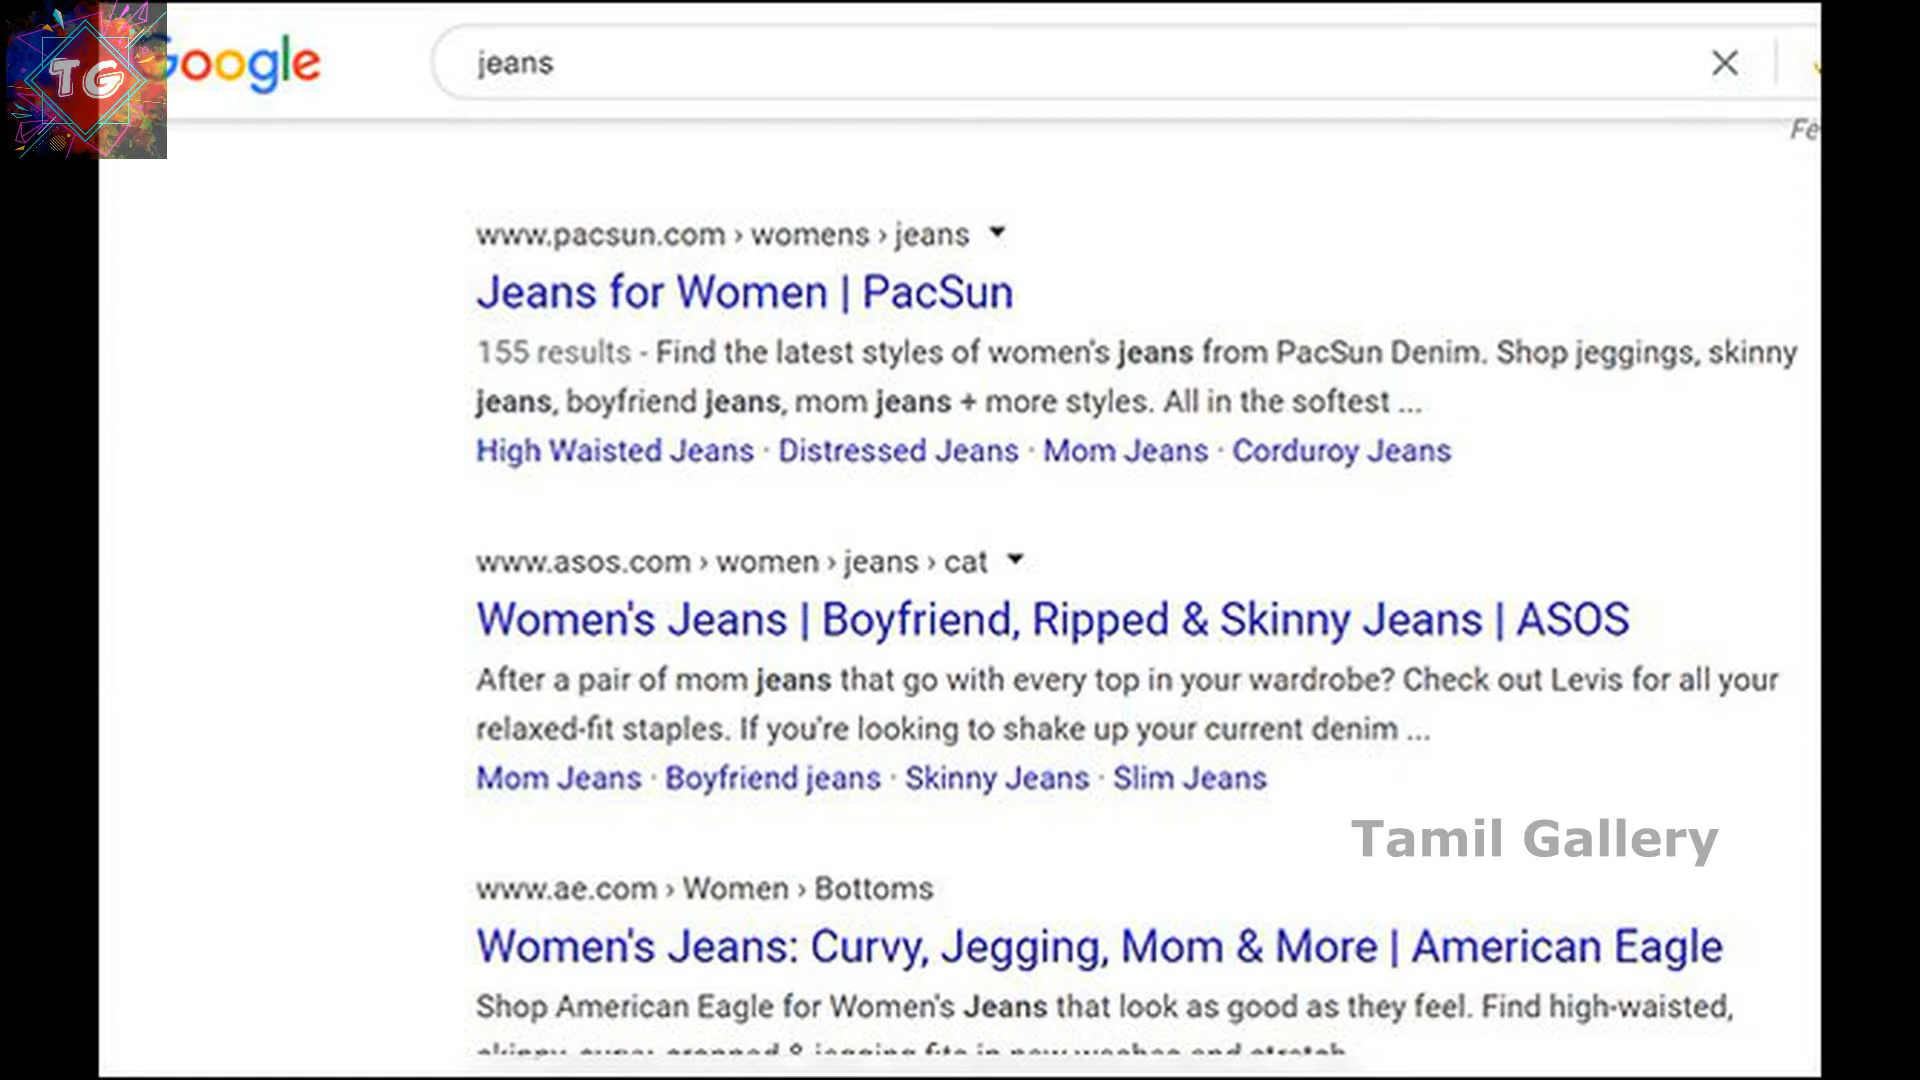 TG
Google
jeans
Fe
www.pacsun.com › womens › jeans
Jeans for Women | PacSun
155 results - Find the latest styles of women's jeans from PacSun Denim. Shop jeggings, skinny
jeans, boyfriend jeans, mom jeans + more styles. All in the softest ...
High Waisted Jeans · Distressed Jeans · Mom Jeans · Corduroy Jeans
www.asos.com › women › jeans › cat
Women's Jeans | Boyfriend, Ripped & Skinny Jeans | ASOS
After a pair of mom jeans that go with every top in your wardrobe? Check out Levis for all your
relaxed-fit staples. If you're looking to shake up your current denim ...
Mom Jeans · Boyfriend jeans · Skinny Jeans · Slim Jeans
Tamil Gallery
www.ae.com › Women › Bottoms
Women's Jeans: Curvy, Jegging, Mom & More | American Eagle
Shop American Eagle for Women's Jeans that look as good as they feel. Find high-waisted,